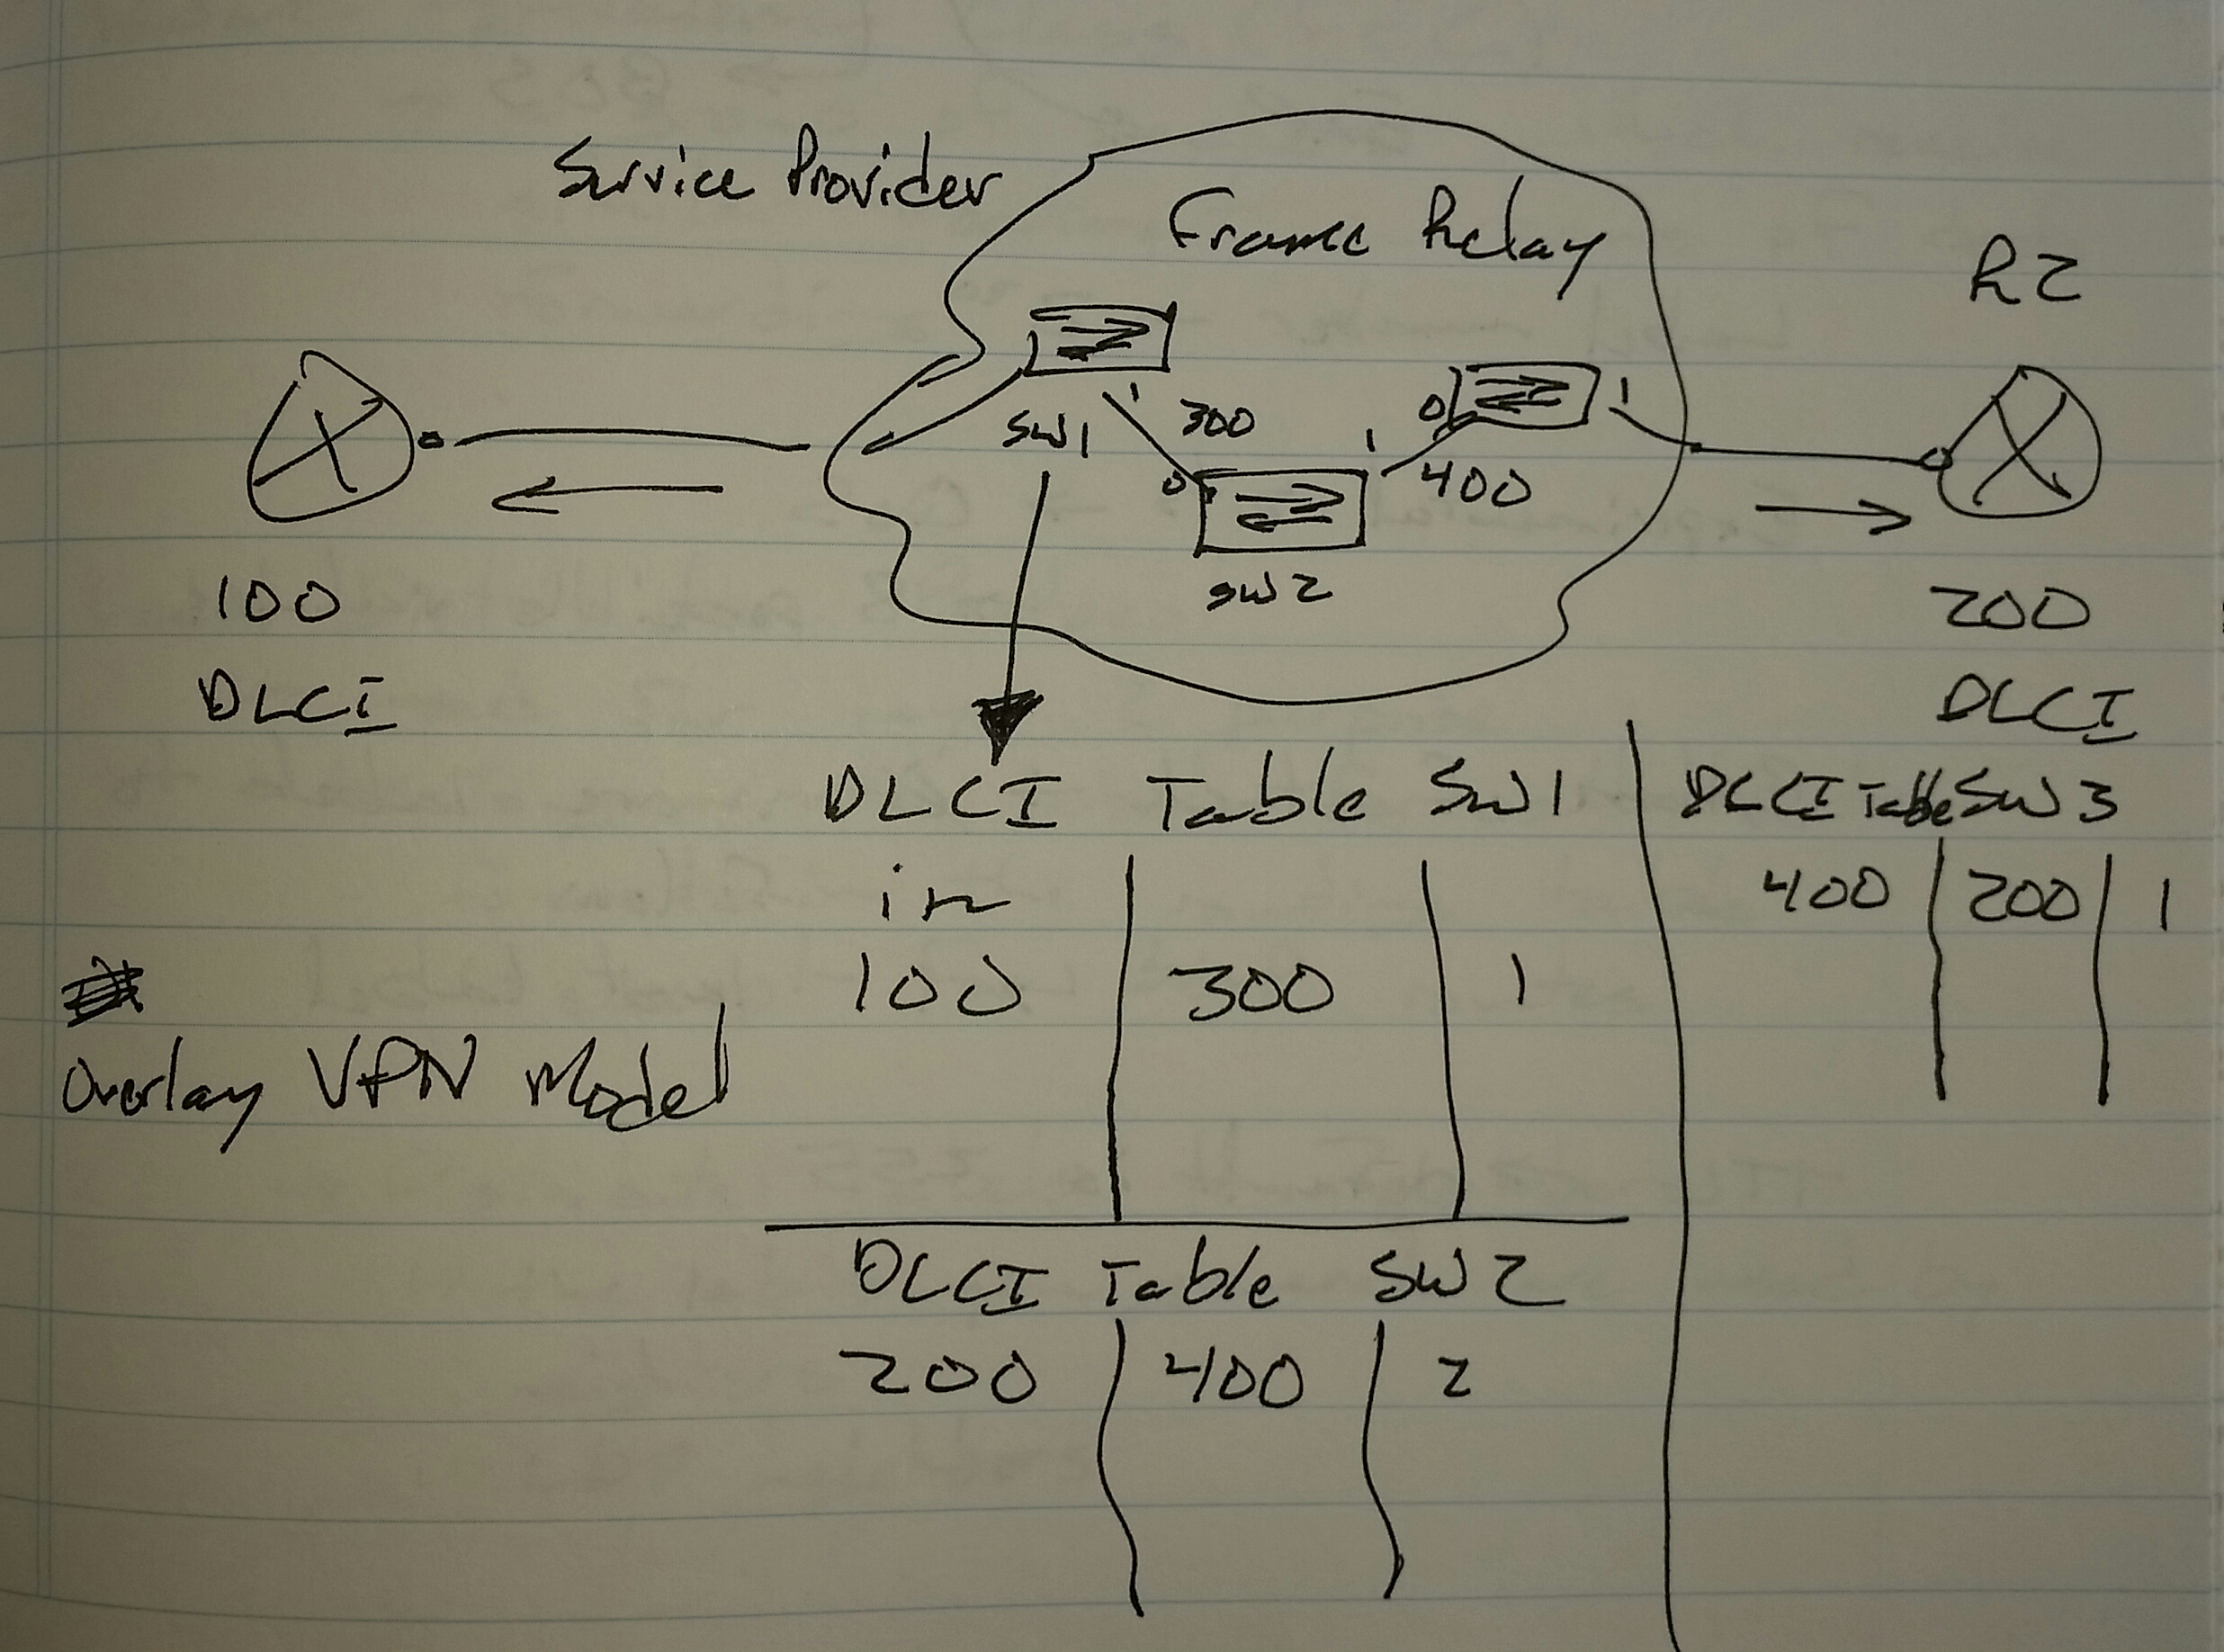 Service Provider
Frame Relay
R2
1
300
0
1
SW1
0
1
400
SW2
100
DLCI
200
DLCI
DLCI Table SW1
in
100 300 1
DLCI Table SW3
400 200 1
Overlay VPN Model
DLCI Table SW2
200 400 2